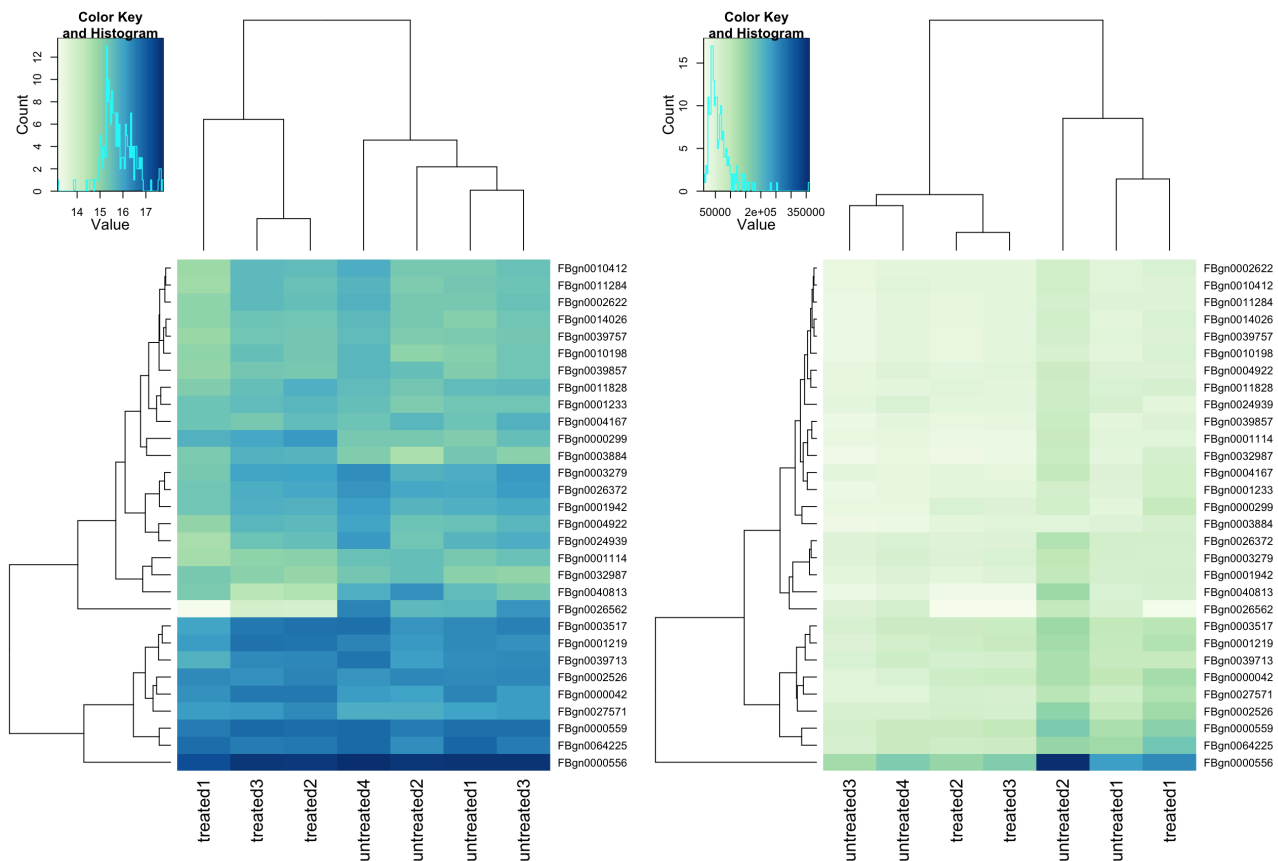 Color Key
and Histogram
12
10
8
6
4
2
0
Count
14 15 16 17
Value
FBgn0010412
FBgn0011284
FBgn0002622
FBgn0014026
FBgn0039757
FBgn0010198
FBgn0039857
FBgn0011828
FBgn0001233
FBgn0004167
FBgn0000299
FBgn0003884
FBgn0003279
FBgn0026372
FBgn0001942
FBgn0004922
FBgn0024939
FBgn0001114
FBgn0032987
FBgn0040813
FBgn0026562
FBgn0003517
FBgn0001219
FBgn0039713
FBgn0002526
FBgn0000042
FBgn0027571
FBgn0000559
FBgn0064225
FBgn0000556
treated1
treated3
treated2
untreated4
untreated2
untreated1
untreated3
Color Key
and Histogram
15
10
5
0
Count
50000 2e+05 350000
Value
FBgn0002622
FBgn0010412
FBgn0011284
FBgn0014026
FBgn0039757
FBgn0010198
FBgn0004922
FBgn0011828
FBgn0024939
FBgn0039857
FBgn0001114
FBgn0032987
FBgn0004167
FBgn0001233
FBgn0000299
FBgn0003884
FBgn0026372
FBgn0003279
FBgn0001942
FBgn0040813
FBgn0026562
FBgn0003517
FBgn0001219
FBgn0039713
FBgn0000042
FBgn0027571
FBgn0002526
FBgn0000559
FBgn0064225
FBgn0000556
untreated3
untreated4
treated2
treated3
untreated2
untreated1
treated1